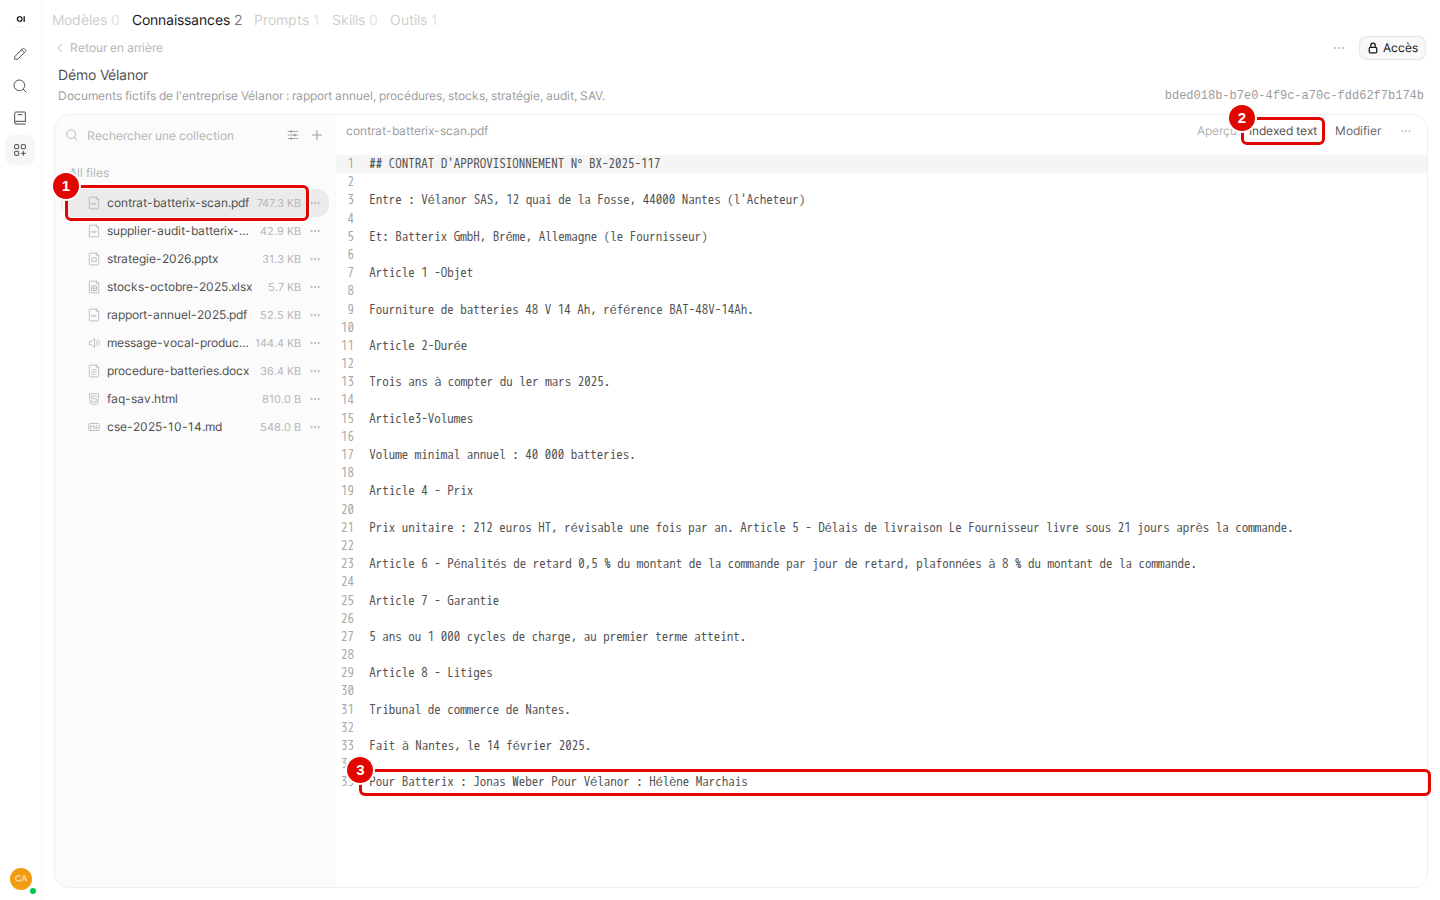 OI
Modèles 0 Connaissances 2 Prompts 1 Skills 0 Outils 1
Retour en arrière
Accès
Démo Vélanor
Documents fictifs de l'entreprise Vélanor : rapport annuel, procédures, stocks, stratégie, audit, SAV.
bded018b-b7e0-4f9c-a70c-fdd62f7b174b
Rechercher une collection
All files
1
contrat-batterix-scan.pdf 747.3 KB
supplier-audit-batterix-... 42.9 KB
strategie-2026.pptx 31.3 KB
stocks-octobre-2025.xlsx 5.7 KB
rapport-annuel-2025.pdf 52.5 KB
message-vocal-produc... 144.4 KB
procedure-batteries.docx 36.4 KB
faq-sav.html 810.0 B
cse-2025-10-14.md 548.0 B
contrat-batterix-scan.pdf
2
Aperçu Indexed text Modifier
1 ## CONTRAT D'APPROVISIONNEMENT N° BX-2025-117
2
3 Entre : Vélanor SAS, 12 quai de la Fosse, 44000 Nantes (l'Acheteur)
4
5 Et: Batterix GmbH, Brême, Allemagne (le Fournisseur)
6
7 Article 1 -Objet
8
9 Fourniture de batteries 48 V 14 Ah, référence BAT-48V-14Ah.
10
11 Article 2-Durée
12
13 Trois ans à compter du ler mars 2025.
14
15 Article3-Volumes
16
17 Volume minimal annuel : 40 000 batteries.
18
19 Article 4 - Prix
20
21 Prix unitaire : 212 euros HT, révisable une fois par an. Article 5 - Délais de livraison Le Fournisseur livre sous 21 jours après la commande.
22
23 Article 6 - Pénalités de retard 0,5 % du montant de la commande par jour de retard, plafonnées à 8 % du montant de la commande.
24
25 Article 7 - Garantie
26
27 5 ans ou 1 000 cycles de charge, au premier terme atteint.
28
29 Article 8 - Litiges
30
31 Tribunal de commerce de Nantes.
32
33 Fait à Nantes, le 14 février 2025.
3
35 Pour Batterix : Jonas Weber Pour Vélanor : Hélène Marchais
CA